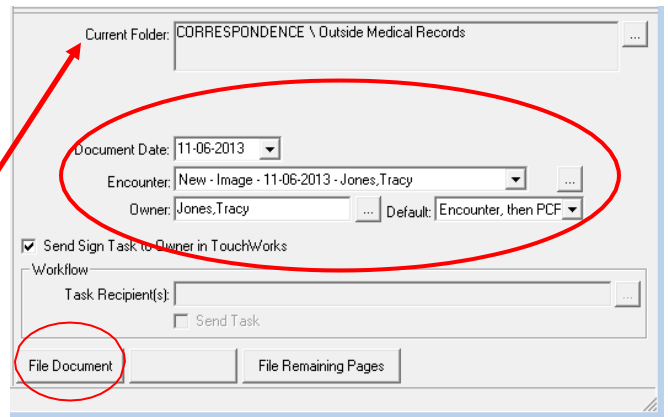 Current Folder: CORRESPONDENCE \ Outside Medical Records ...
Document Date: 11-06-2013
Encounter: New - Image - 11-06-2013 - Jones,Tracy ...
Owner: Jones,Tracy ... Default: Encounter, then PCF
Send Sign Task to Owner in TouchWorks
Workflow
Task Recipient(s): ...
Send Task
File Document File Remaining Pages